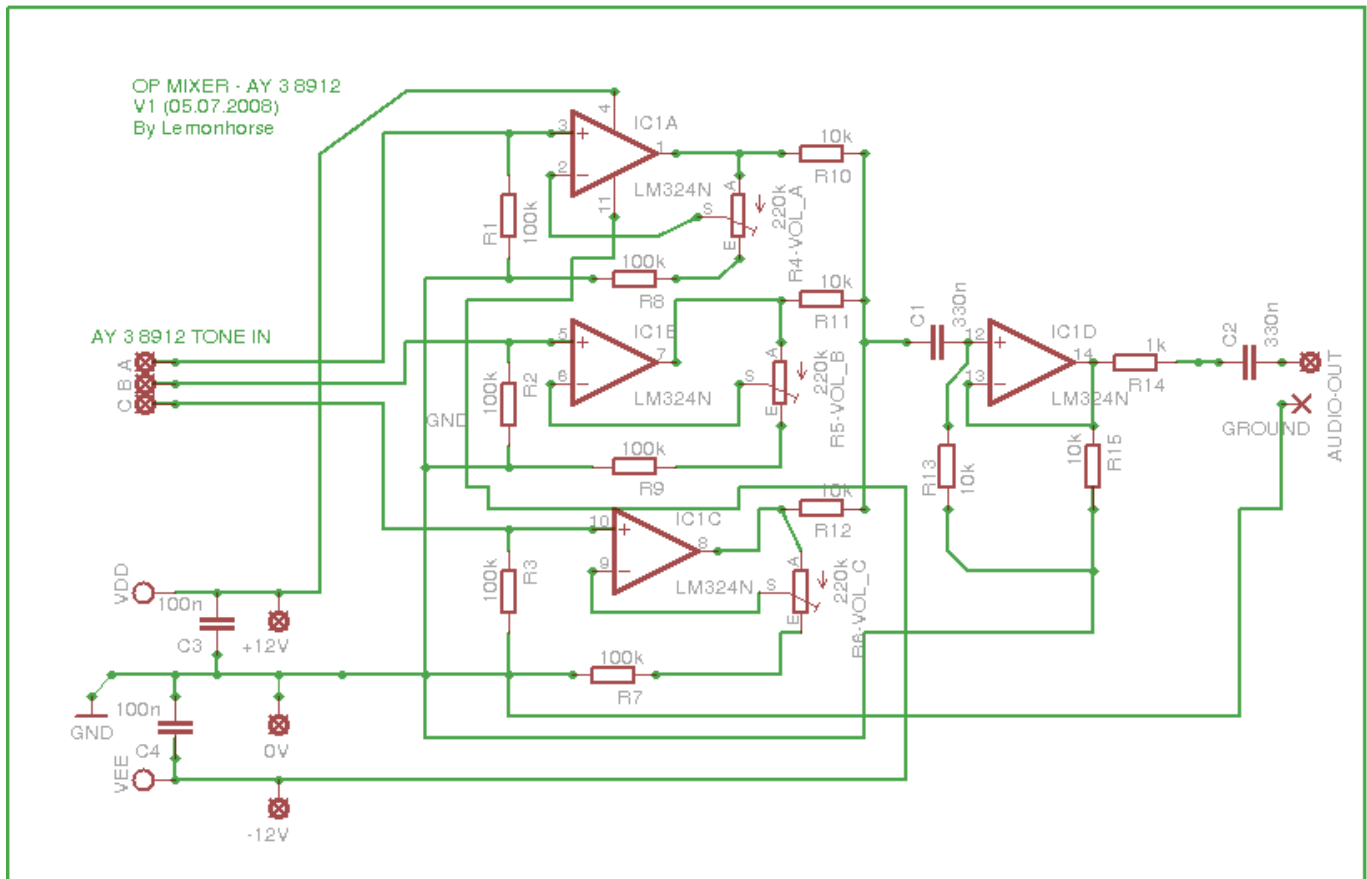 OP MIXER - AY 3 8912
V1 (05.07.2008)
By Lemonhorse
4
IC1A
3
+
1
2
−
11
LM324N
10k
R10
R1
100k
A
S
E
220k
R4-VOL_A
100k
R8
10k
R11
AY 3 8912 TONE IN
A
B
C
5
+
IC1B
7
6
−
LM324N
R2
100k
GND
A
S
E
220k
R5-VOL_B
100k
R9
C1
330n
12
+
IC1D
14
13
−
LM324N
1k
R14
C2
330n
AUDIO-OUT
GROUND
R13
10k
10k
R15
10k
R12
10
+
IC1C
8
9
−
LM324N
R3
100k
A
S
E
220k
R6-VOL_C
100k
R7
VDD
100n
C3
+12V
GND
100n
C4
0V
VEE
-12V